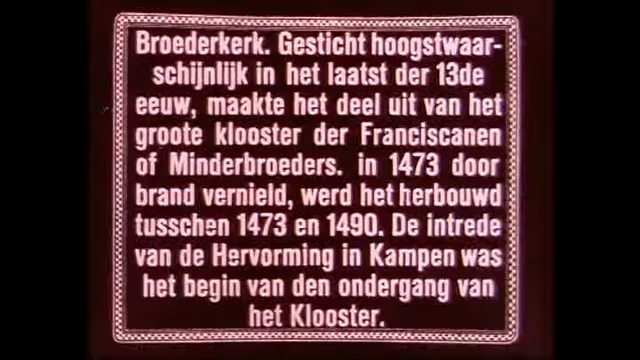 Broederkerk. Gesticht hoogstwaar-
schijnlijk in het laatst der 13de
eeuw, maakte het deel uit van het
groote klooster der Franciscanen
of Minderbroeders. in 1473 door
brand vernield, werd het herbouwd
tusschen 1473 en 1490. De intrede
van de Hervorming in Kampen was
het begin van den ondergang van
het Klooster.